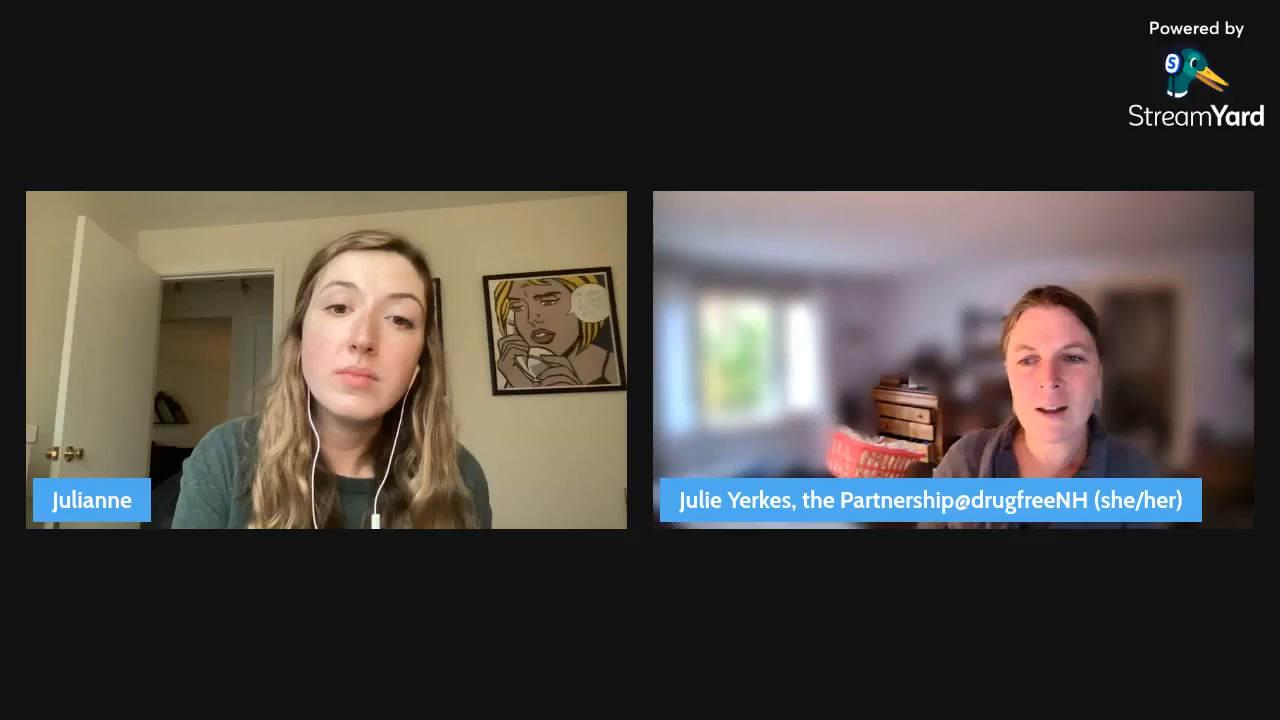 Powered by
S
StreamYard
Julianne
Julie Yerkes, the Partnership@drugfreeNH (she/her)